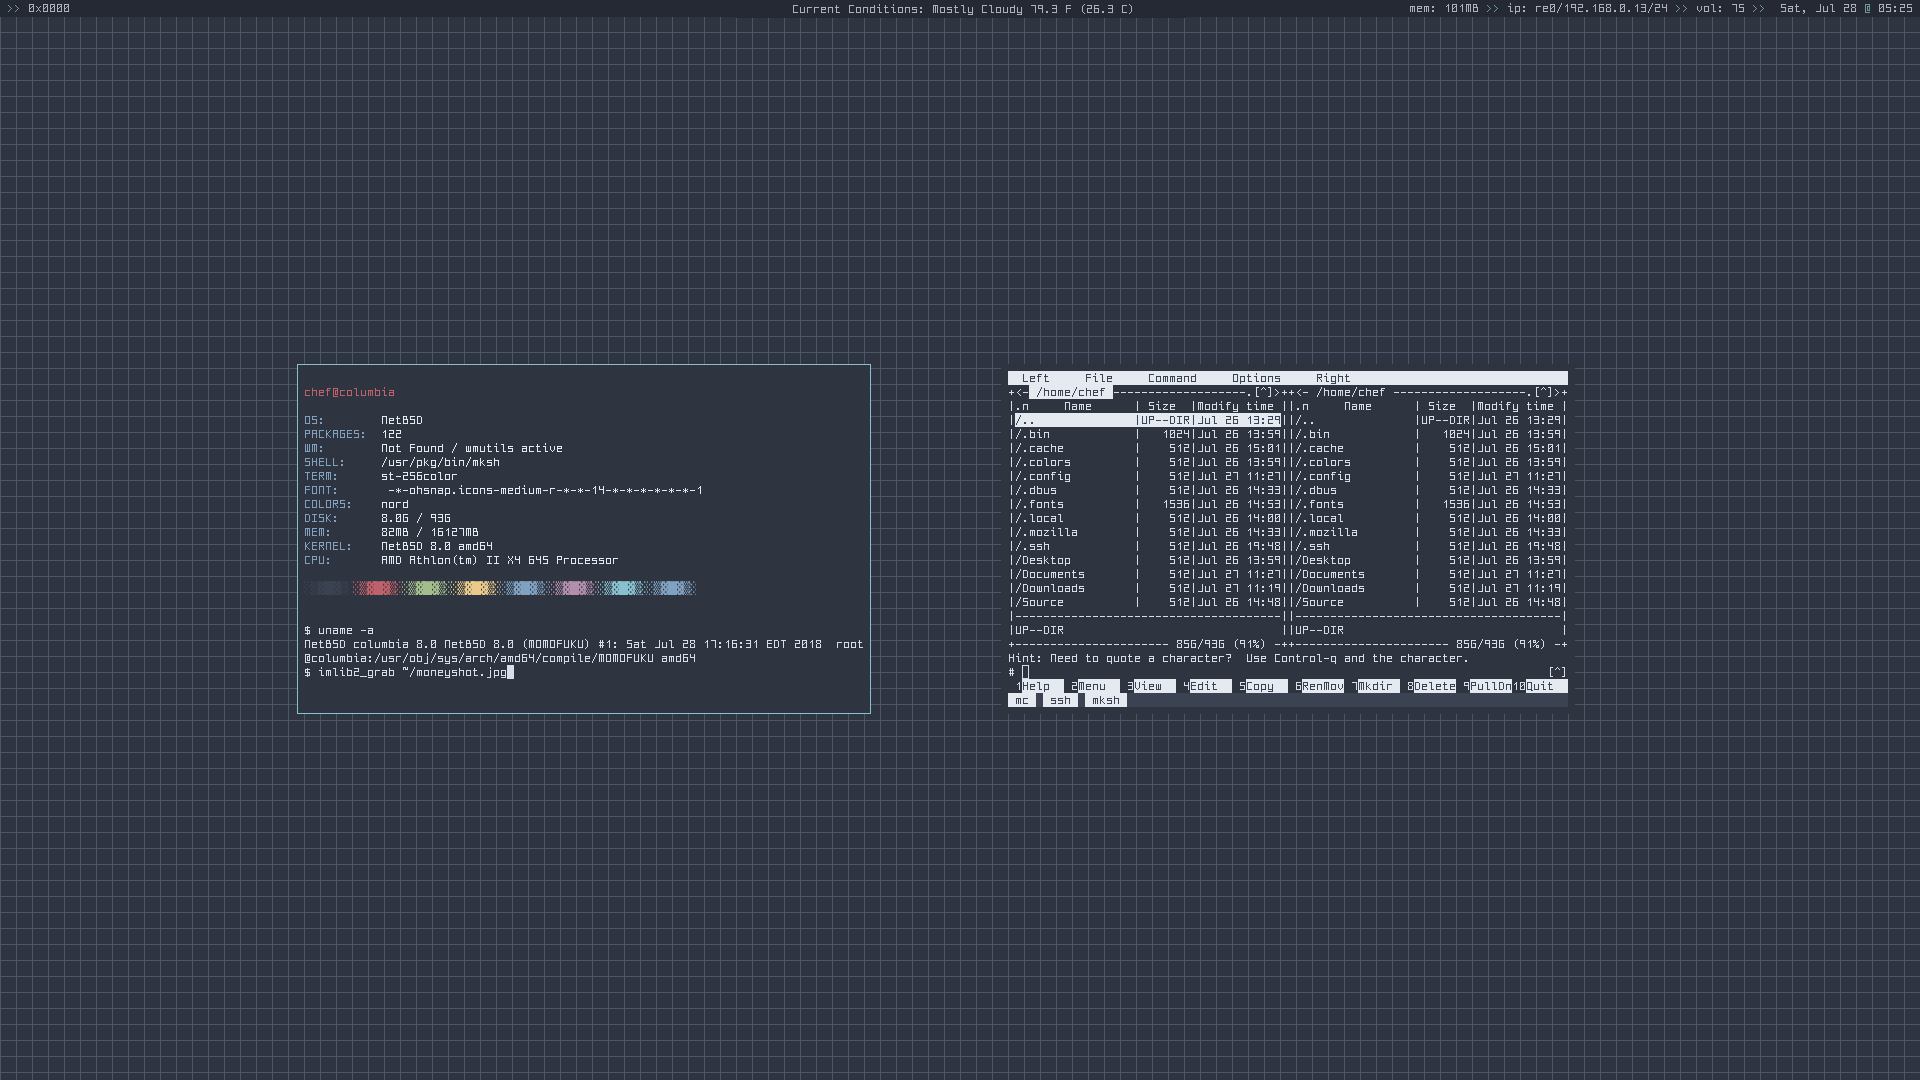 >> 0x0000
Current Conditions: Mostly Cloudy 79.3 F (26.3 C)
mem: 101MB >> ip: re0/192.168.0.13/24 >> vol: 75 >> Sat, Jul 28 @ 05:25
chef@columbia
OS: NetBSD
PACKAGES: 122
WM: Not Found / wmutils active
SHELL: /usr/pkg/bin/mksh
TERM: st-256color
FONT: -*-ohsnap.icons-medium-r-*-*-14-*-*-*-*-*-*-1
COLORS: nord
DISK: 8.0G / 93G
MEM: 82MB / 16127MB
KERNEL: NetBSD 8.0 amd64
CPU: AMD Athlon(tm) II X4 645 Processor
$ uname -a
NetBSD columbia 8.0 NetBSD 8.0 (MOMOFUKU) #1: Sat Jul 28 17:16:31 EDT 2018  root
@columbia:/usr/obj/sys/arch/amd64/compile/MOMOFUKU amd64
$ imlib2_grab ~/moneyshot.jpg
Left File Command Options Right
+<- /home/chef -------------------.[^]>++<- /home/chef -------------------.[^]>+
|.n Name | Size |Modify time ||.n Name | Size |Modify time |
|/.. |UP--DIR|Jul 26 13:29||/.. |UP--DIR|Jul 26 13:29|
|/.bin | 1024|Jul 26 13:59||/.bin | 1024|Jul 26 13:59|
|/.cache | 512|Jul 26 15:01||/.cache | 512|Jul 26 15:01|
|/.colors | 512|Jul 26 13:59||/.colors | 512|Jul 26 13:59|
|/.config | 512|Jul 27 11:27||/.config | 512|Jul 27 11:27|
|/.dbus | 512|Jul 26 14:33||/.dbus | 512|Jul 26 14:33|
|/.fonts | 1536|Jul 26 14:53||/.fonts | 1536|Jul 26 14:53|
|/.local | 512|Jul 26 14:00||/.local | 512|Jul 26 14:00|
|/.mozilla | 512|Jul 26 14:33||/.mozilla | 512|Jul 26 14:33|
|/.ssh | 512|Jul 26 19:48||/.ssh | 512|Jul 26 19:48|
|/Desktop | 512|Jul 26 13:59||/Desktop | 512|Jul 26 13:59|
|/Documents | 512|Jul 27 11:27||/Documents | 512|Jul 27 11:27|
|/Downloads | 512|Jul 27 11:19||/Downloads | 512|Jul 27 11:19|
|/Source | 512|Jul 26 14:48||/Source | 512|Jul 26 14:48|
|--------------------------------------||--------------------------------------|
|UP--DIR ||UP--DIR |
+---------------------- 85G/93G (91%) -++---------------------- 85G/93G (91%) -+
Hint: Need to quote a character?  Use Control-q and the character.
# [^]
1Help 2Menu 3View 4Edit 5Copy 6RenMov 7Mkdir 8Delete 9PullDn 10Quit
mc ssh mksh